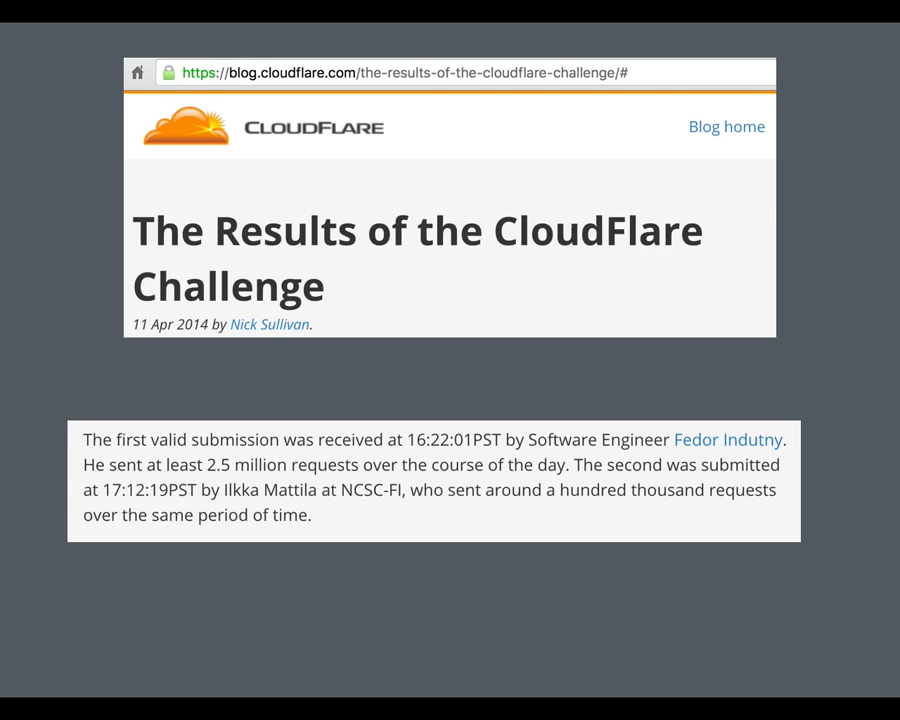 https://blog.cloudflare.com/the-results-of-the-cloudflare-challenge/#
CLOUDFLARE
Blog home
The Results of the CloudFlare
Challenge
11 Apr 2014 by Nick Sullivan.
The first valid submission was received at 16:22:01PST by Software Engineer Fedor Indutny.
He sent at least 2.5 million requests over the course of the day. The second was submitted
at 17:12:19PST by Ilkka Mattila at NCSC-FI, who sent around a hundred thousand requests
over the same period of time.